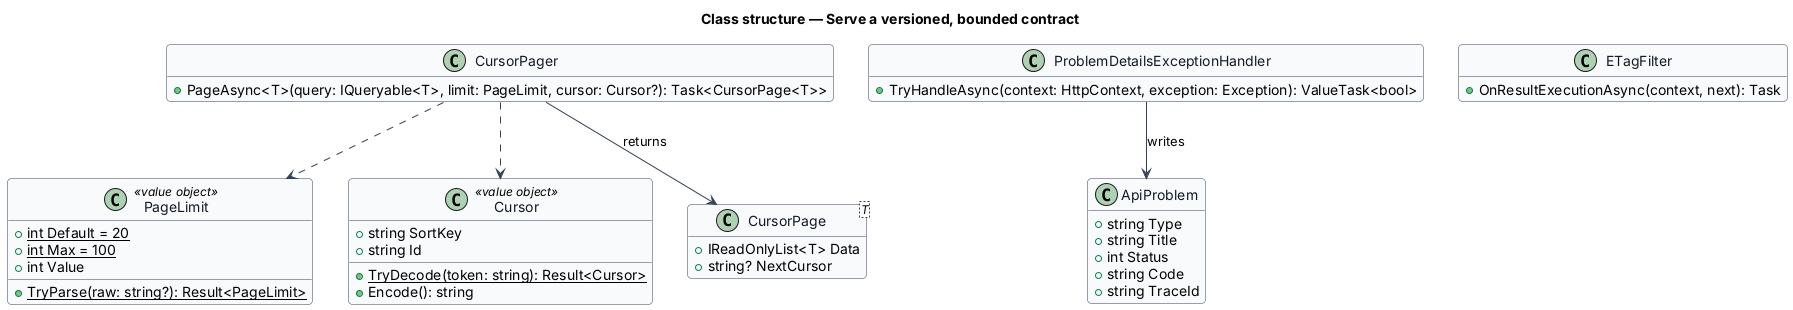 Class structure — Serve a versioned, bounded contract
C CursorPager
PageAsync<T>(query: IQueryable<T>, limit: PageLimit, cursor: Cursor?): Task<CursorPage<T>>
C ProblemDetailsExceptionHandler
TryHandleAsync(context: HttpContext, exception: Exception): ValueTask<bool>
C ETagFilter
OnResultExecutionAsync(context, next): Task
returns
writes
C «value object»
PageLimit
int Default = 20
int Max = 100
int Value
TryParse(raw: string?): Result<PageLimit>
C «value object»
Cursor
string SortKey
string Id
TryDecode(token: string): Result<Cursor>
Encode(): string
C CursorPage T
IReadOnlyList<T> Data
string? NextCursor
C ApiProblem
string Type
string Title
int Status
string Code
string TraceId